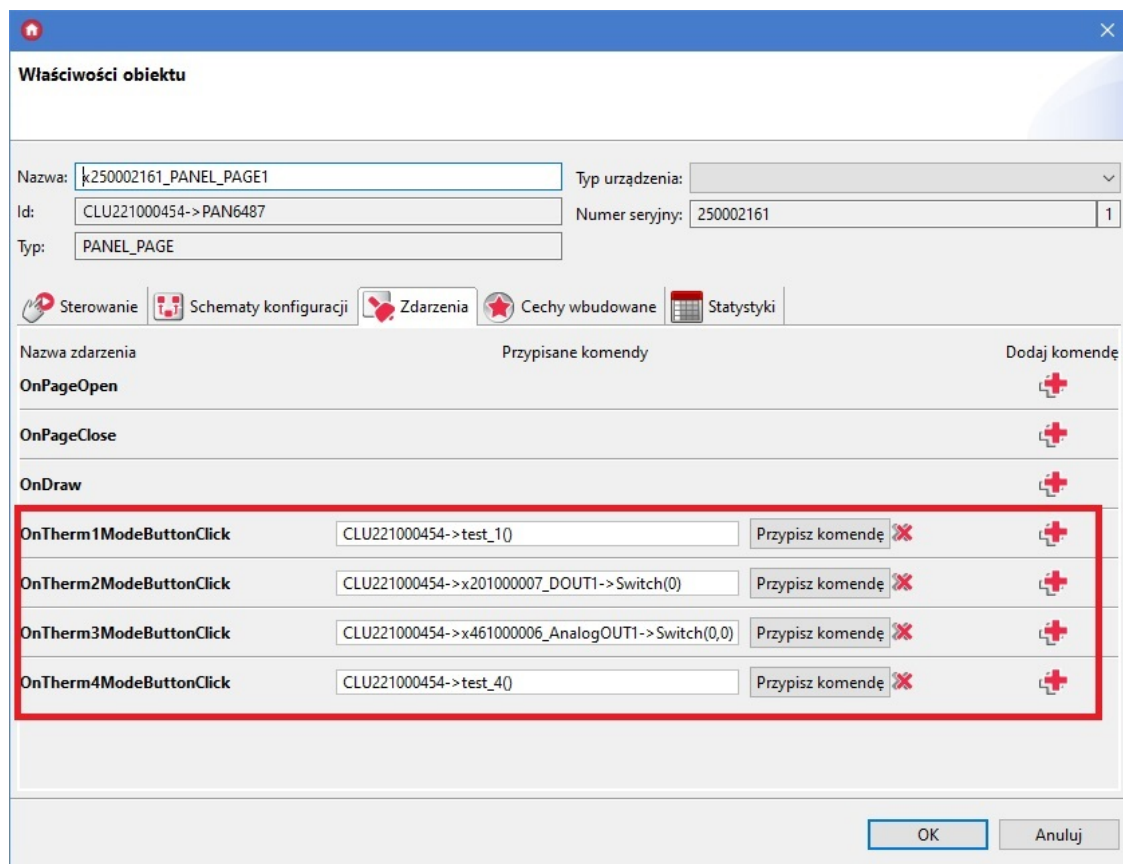 Właściwości obiektu
Nazwa: x250002161_PANEL_PAGE1 Typ urządzenia:
Id: CLU221000454->PAN6487 Numer seryjny: 250002161 1
Typ: PANEL_PAGE
Sterowanie Schematy konfiguracji Zdarzenia Cechy wbudowane Statystyki
Nazwa zdarzenia Przypisane komendy Dodaj komendę
OnPageOpen
OnPageClose
OnDraw
OnTherm1ModeButtonClick CLU221000454->test_1() Przypisz komendę
OnTherm2ModeButtonClick CLU221000454->x201000007_DOUT1->Switch(0) Przypisz komendę
OnTherm3ModeButtonClick CLU221000454->x461000006_AnalogOUT1->Switch(0,0) Przypisz komendę
OnTherm4ModeButtonClick CLU221000454->test_4() Przypisz komendę
OK Anuluj